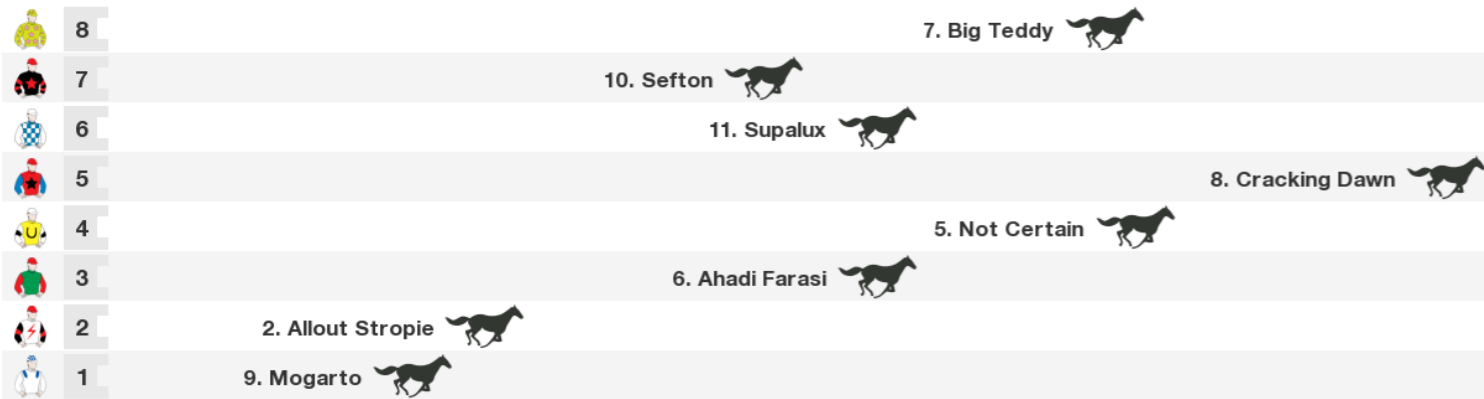 8 7. Big Teddy
7 10. Sefton
6 11. Supalux
5 8. Cracking Dawn
4 5. Not Certain
3 6. Ahadi Farasi
2 2. Allout Stropie
1 9. Mogarto